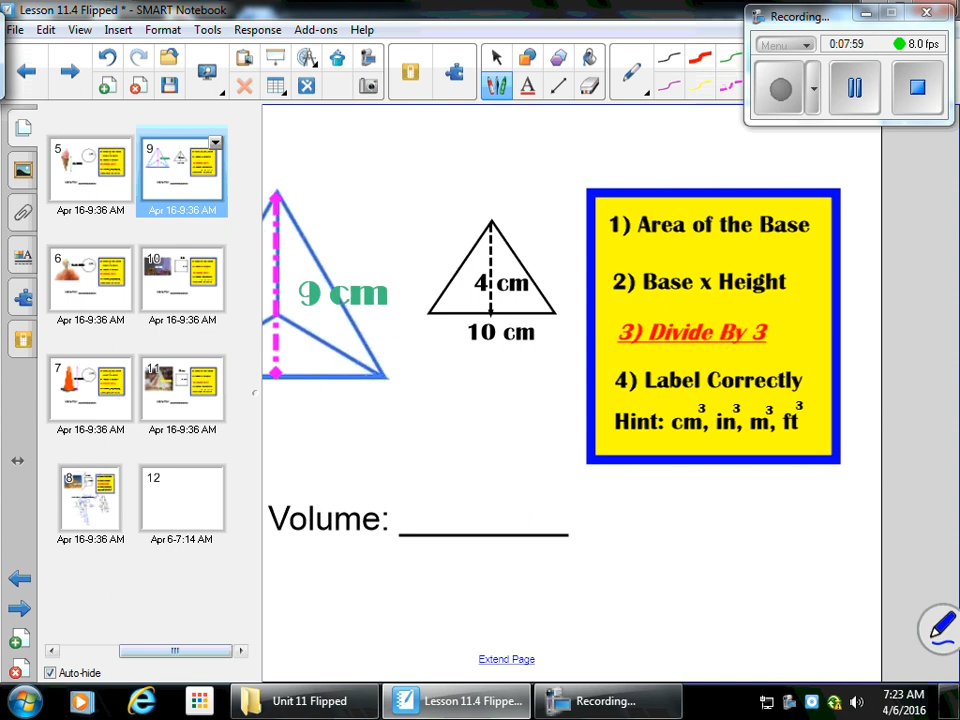 Lesson 11.4 Flipped * - SMART Notebook
File Edit View Insert Format Tools Response Add-ons Help
Recording...
Menu 0:07:59 8.0 fps
5
Apr 16-9:36 AM
9
Apr 16-9:36 AM
6
Apr 16-9:36 AM
10
Apr 16-9:36 AM
7
Apr 16-9:36 AM
11
Apr 16-9:36 AM
8
Apr 16-9:36 AM
12
Apr 6-7:14 AM
Auto-hide
9 cm
4 cm
10 cm
1) Area of the Base
2) Base x Height
3) Divide By 3
4) Label Correctly
Hint: cm³, in³, m³, ft³
Volume: __________
Extend Page
Unit 11 Flipped
Lesson 11.4 Flippe...
Recording...
7:23 AM
4/6/2016